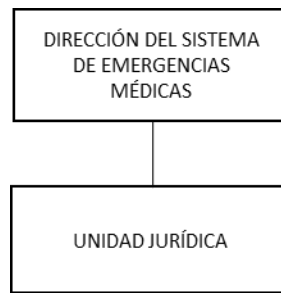 DIRECCIÓN DEL SISTEMA
DE EMERGENCIAS
MÉDICAS
UNIDAD JURÍDICA